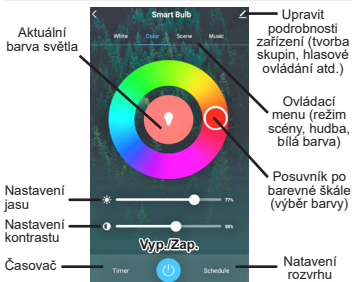 Smart Bulb
White Color Scene Music
Aktuální
barva světla
Upravit
podrobnosti
zařízení (tvorba
skupin, hlasové
ovládání atd.)
Ovládací
menu (režim
scény, hudba,
bílá barva)
Posuvník po
barevné škále
(výběr barvy)
Nastavení
jasu
77%
Nastavení
kontrastu
58%
Vyp./Zap.
Časovač
Timer
Schedule
Natavení
rozvrhu